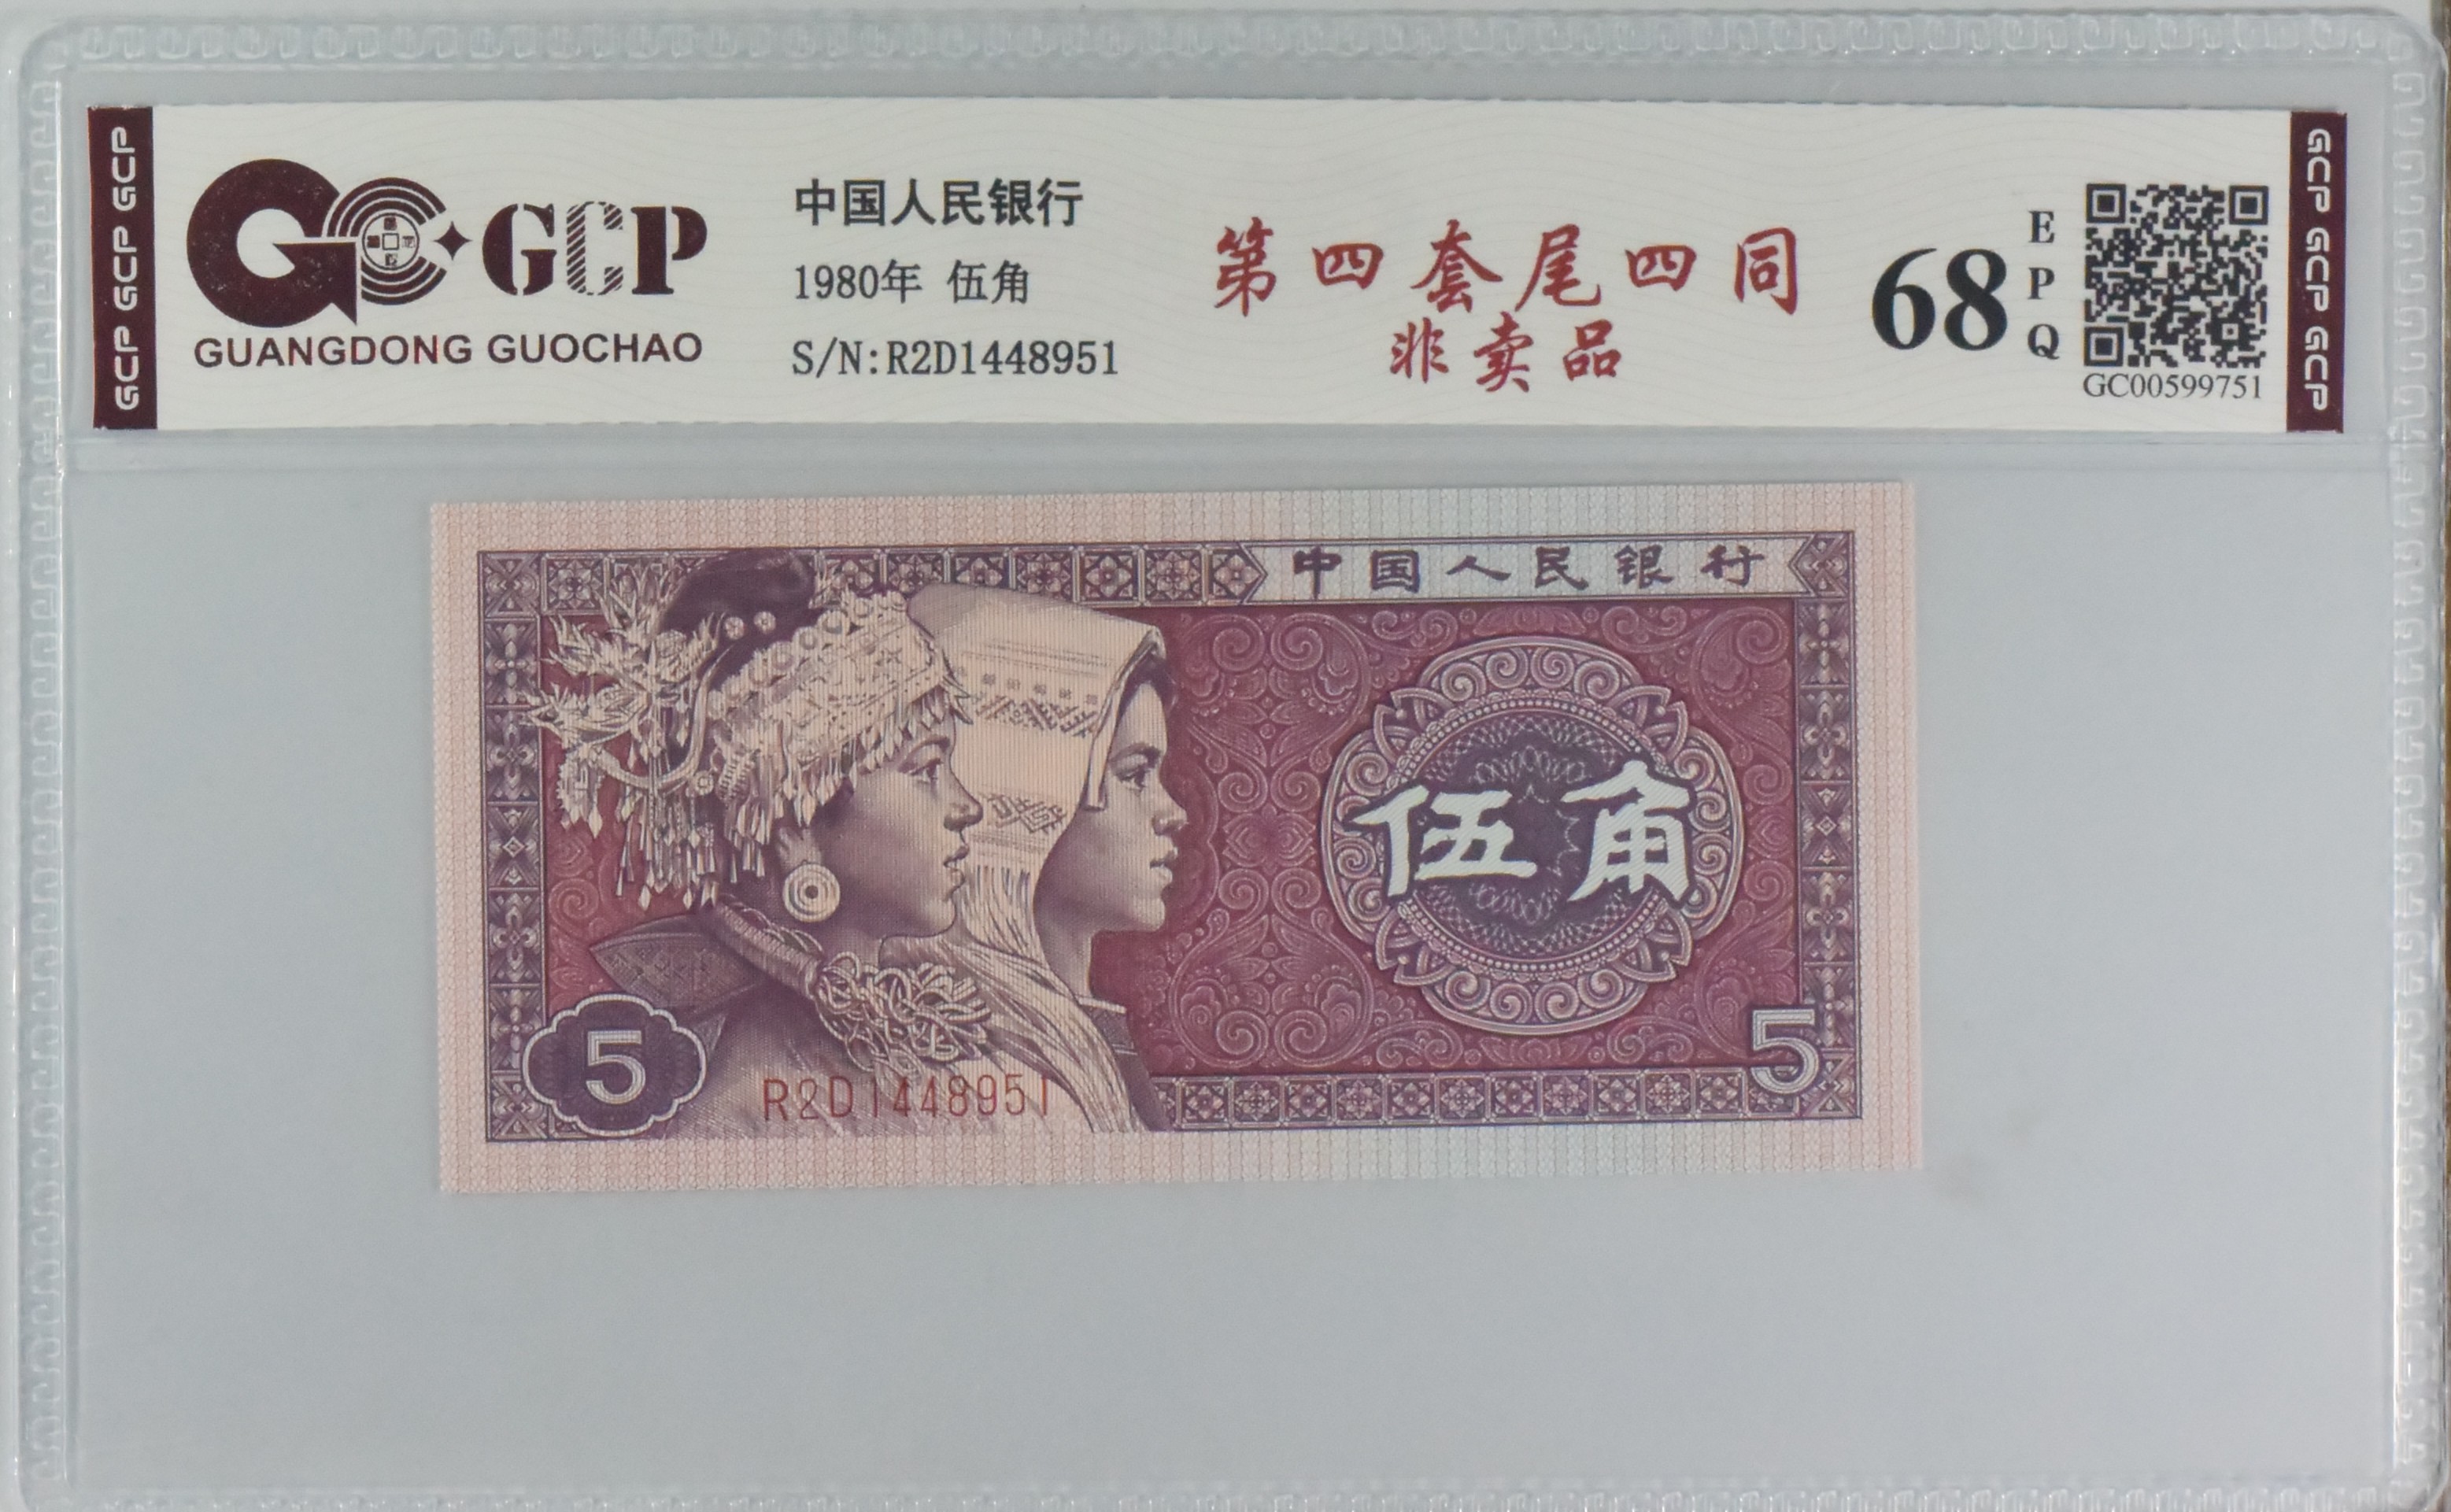 GCP GCP GCP
GC GCP
GUANGDONG GUOCHAO
中国人民银行
1980年 伍角
S/N:R2D1448951
第四套尾四同
非卖品
68
EPQ
GC00599751
GCP GCP GCP
中国人民银行
伍角
5
R2D1448951
5